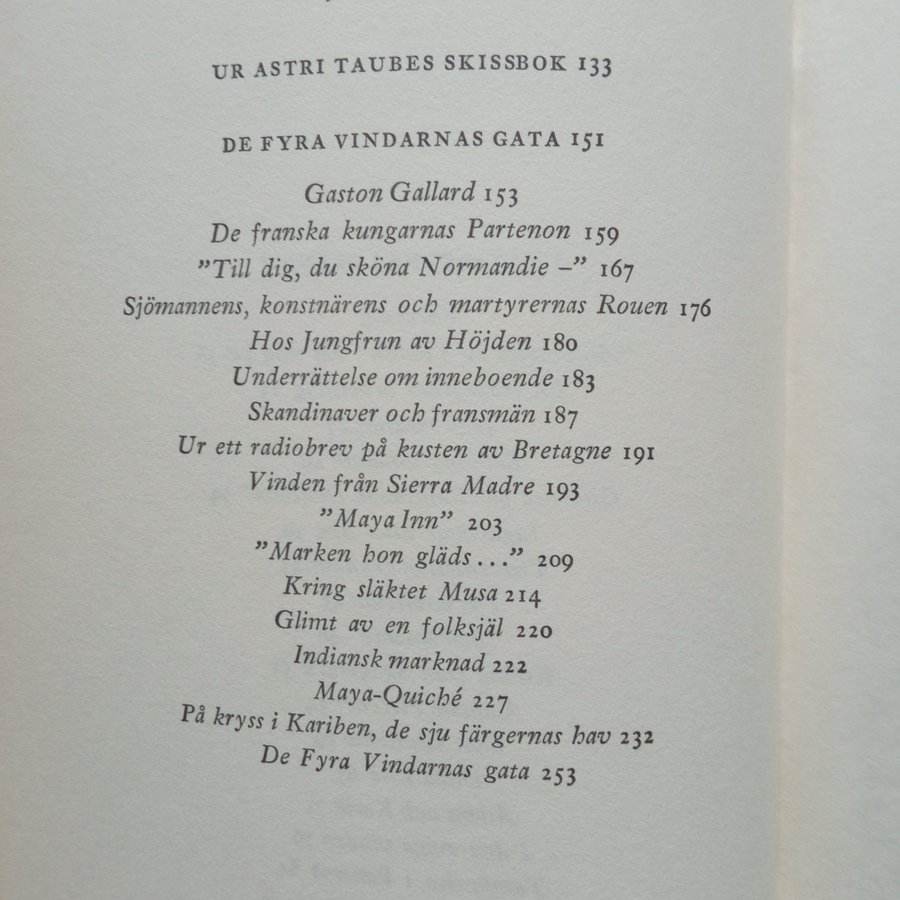 UR ASTRI TAUBES SKISSBOK 133
DE FYRA VINDARNAS GATA 151
Gaston Gallard 153
De franska kungarnas Partenon 159
”Till dig, du sköna Normandie –” 167
Sjömannens, konstnärens och martyrernas Rouen 176
Hos Jungfrun av Höjden 180
Underrättelse om inneboende 183
Skandinaver och fransmän 187
Ur ett radiobrev på kusten av Bretagne 191
Vinden från Sierra Madre 193
”Maya Inn” 203
”Marken hon gläds...” 209
Kring släktet Musa 214
Glimt av en folksjäl 220
Indiansk marknad 222
Maya-Quiché 227
På kryss i Kariben, de sju färgernas hav 232
De Fyra Vindarnas gata 253